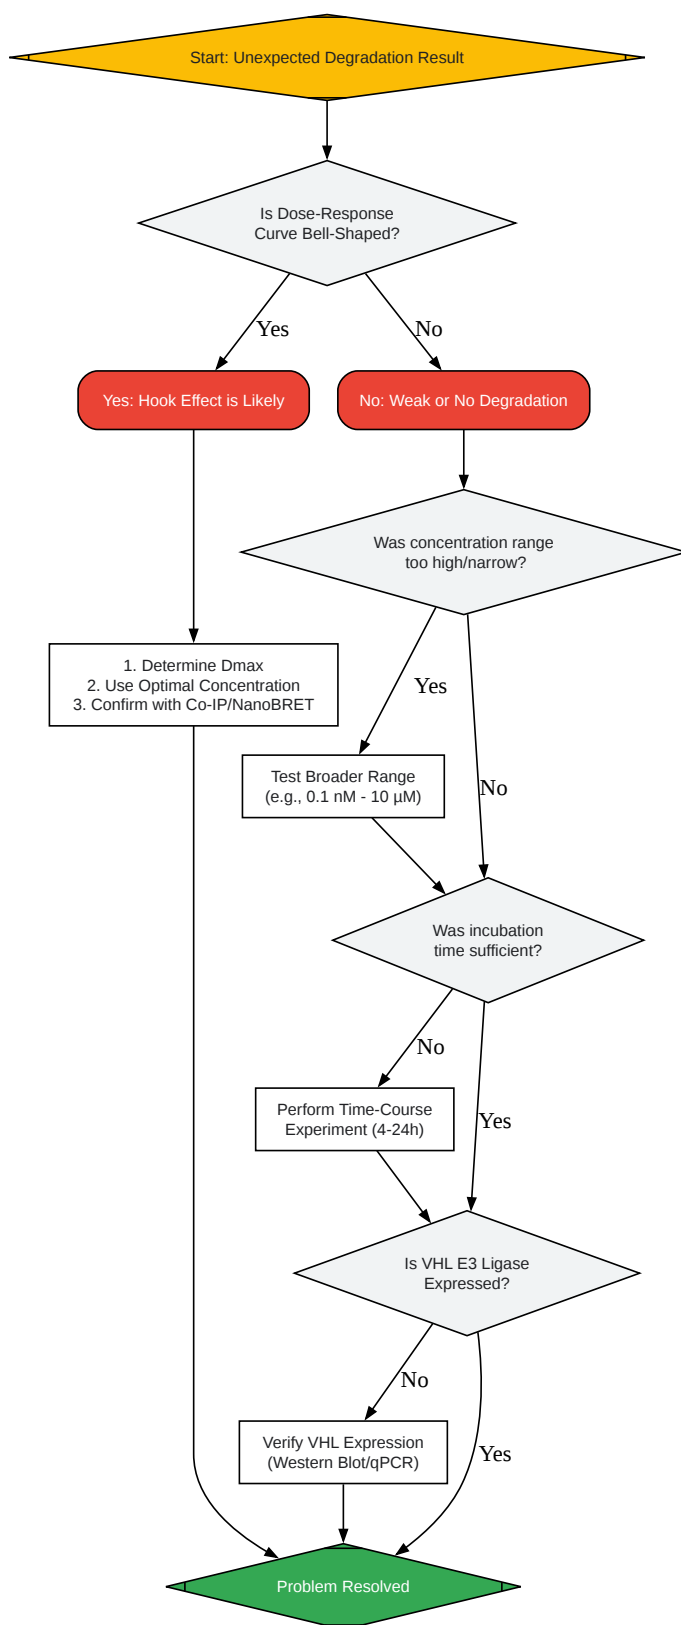 Start: Unexpected Degradation Result
Is Dose-Response
Curve Bell-Shaped?
Yes
No
Yes: Hook Effect is Likely
No: Weak or No Degradation
Was concentration range
too high/narrow?
1. Determine Dmax
2. Use Optimal Concentration
3. Confirm with Co-IP/NanoBRET
Yes
Test Broader Range
(e.g., 0.1 nM - 10 µM)
No
Was incubation
time sufficient?
No
Perform Time-Course
Experiment (4-24h)
Yes
Is VHL E3 Ligase
Expressed?
No
Verify VHL Expression
(Western Blot/qPCR)
Yes
Problem Resolved